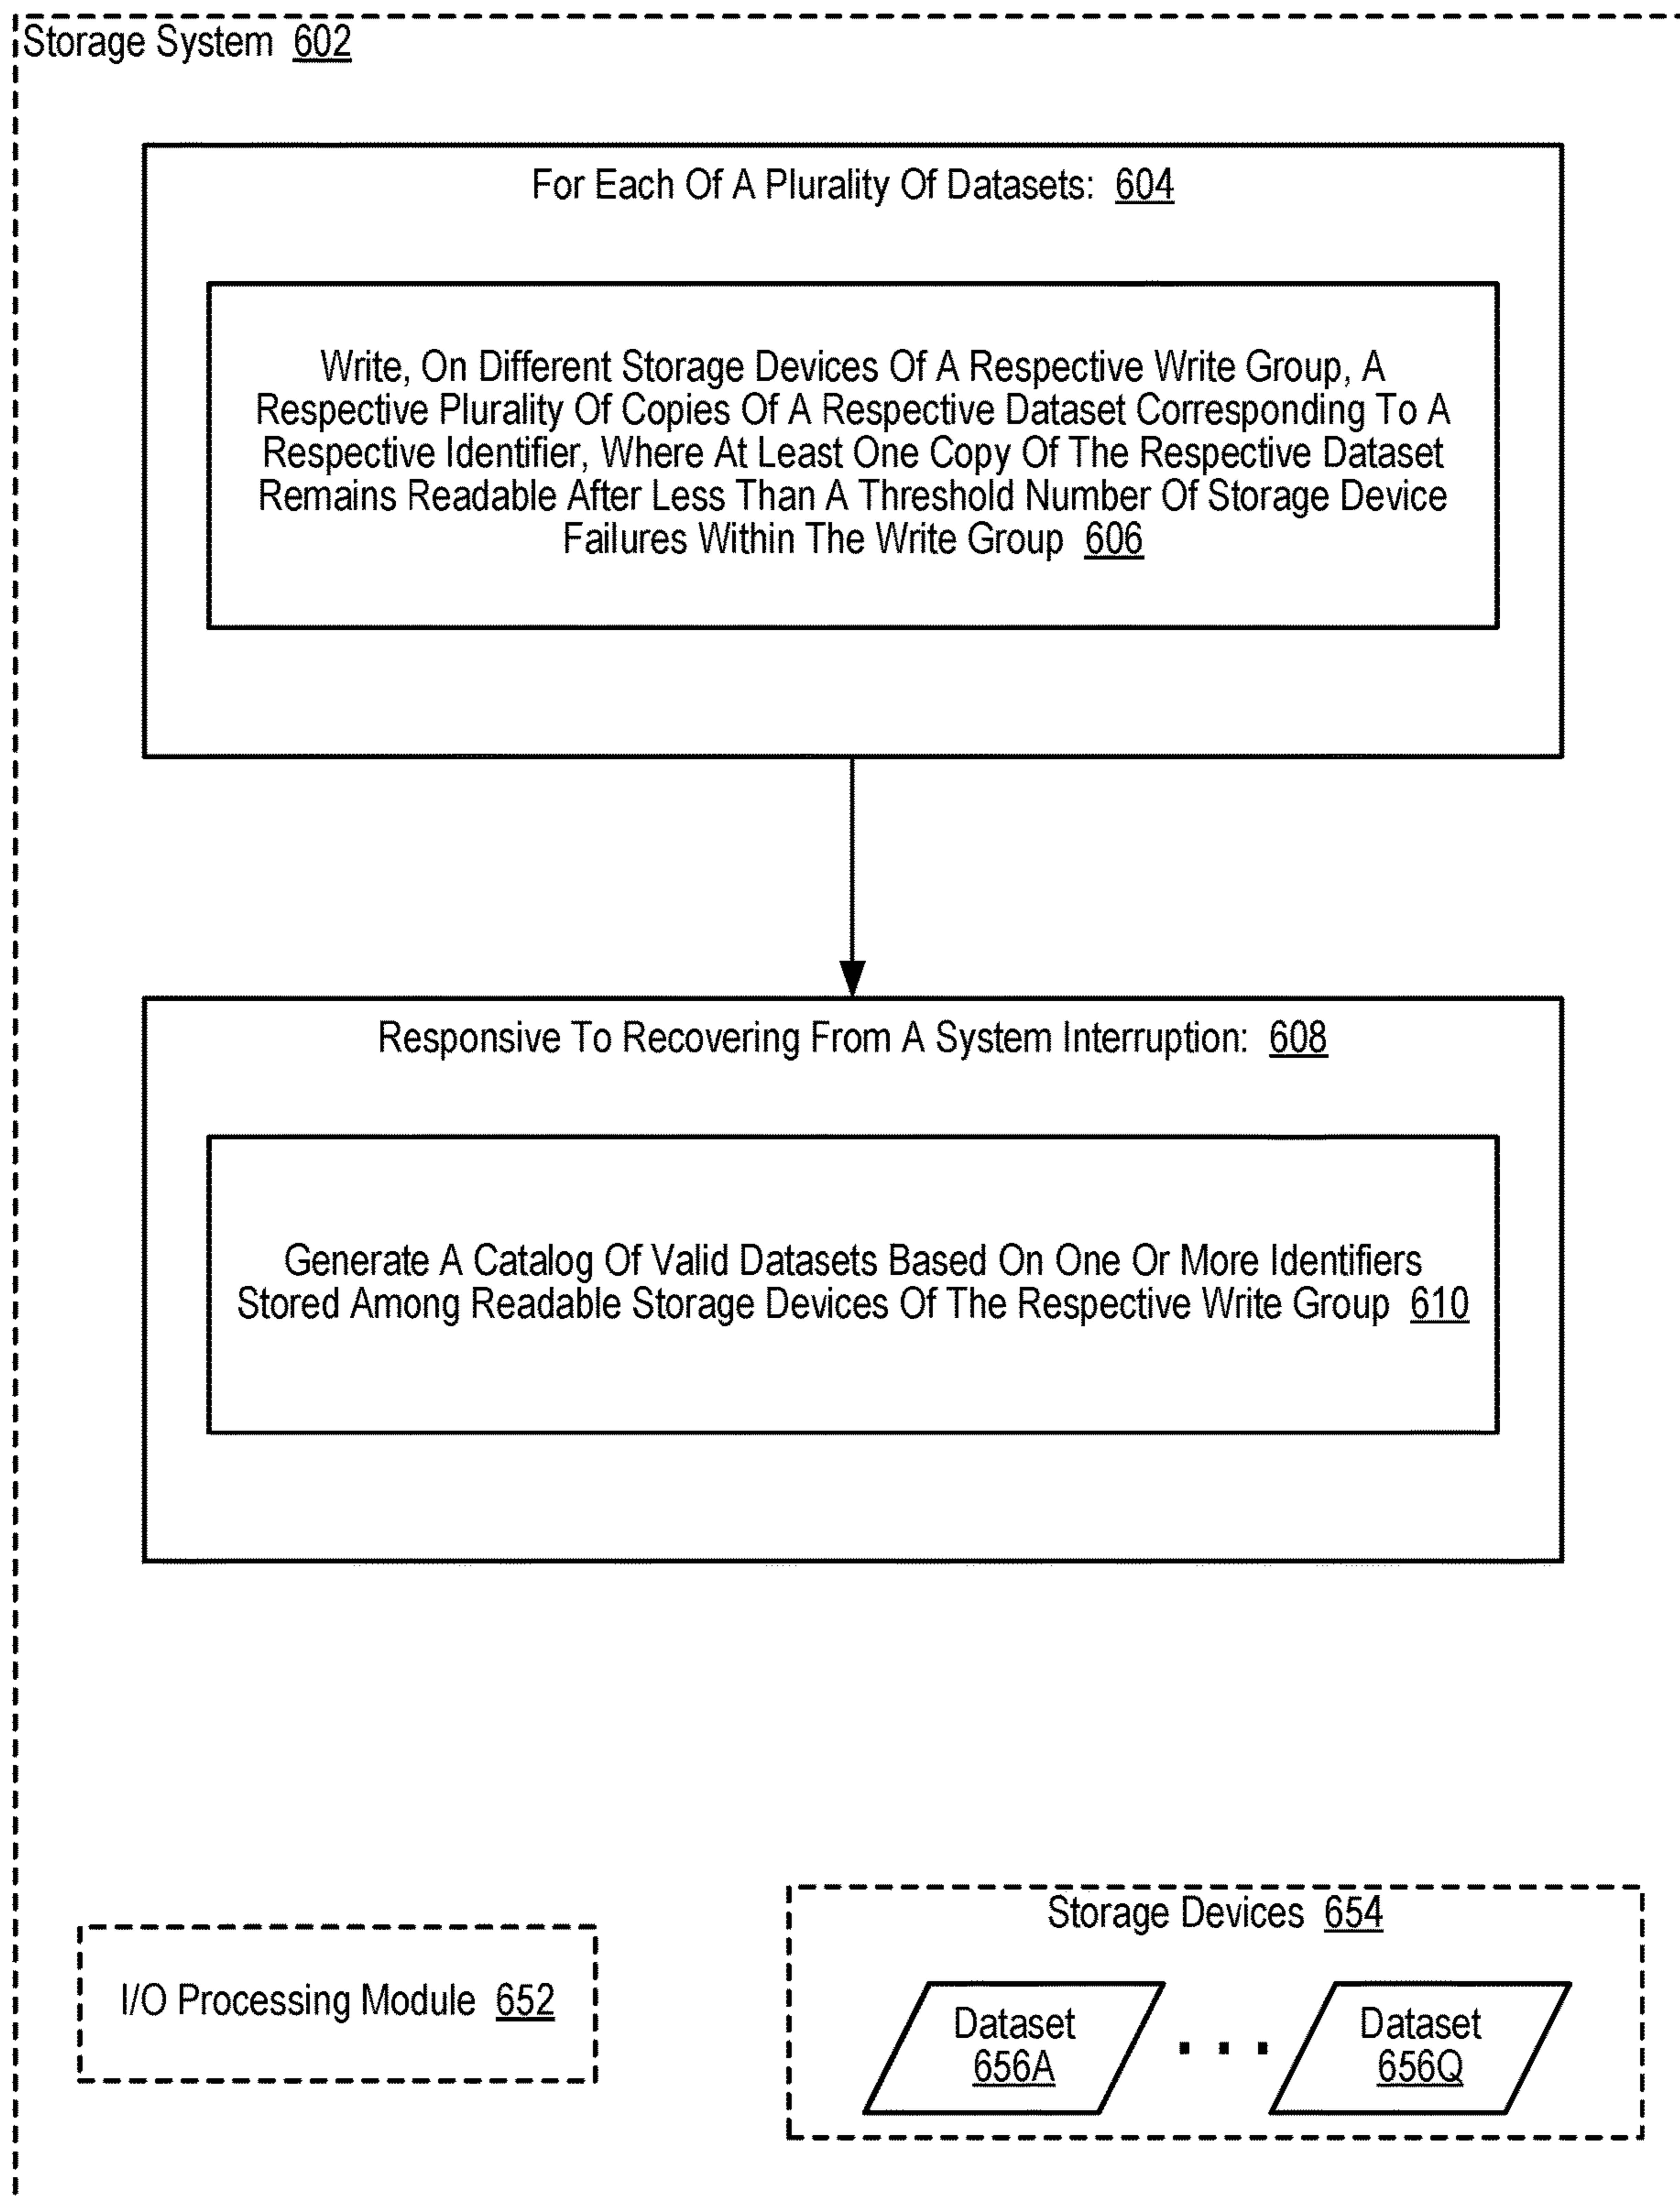 Storage System 602
For Each Of A Plurality Of Datasets: 604
Write, On Different Storage Devices Of A Respective Write Group, A
Respective Plurality Of Copies Of A Respective Dataset Corresponding To A
Respective Identifier, Where At Least One Copy Of The Respective Dataset
Remains Readable After Less Than A Threshold Number Of Storage Device
Failures Within The Write Group 606
Responsive To Recovering From A System Interruption: 608
Generate A Catalog Of Valid Datasets Based On One Or More Identifiers
Stored Among Readable Storage Devices Of The Respective Write Group 610
Storage Devices 654
I/O Processing Module 652
Dataset
656A
Dataset
656Q